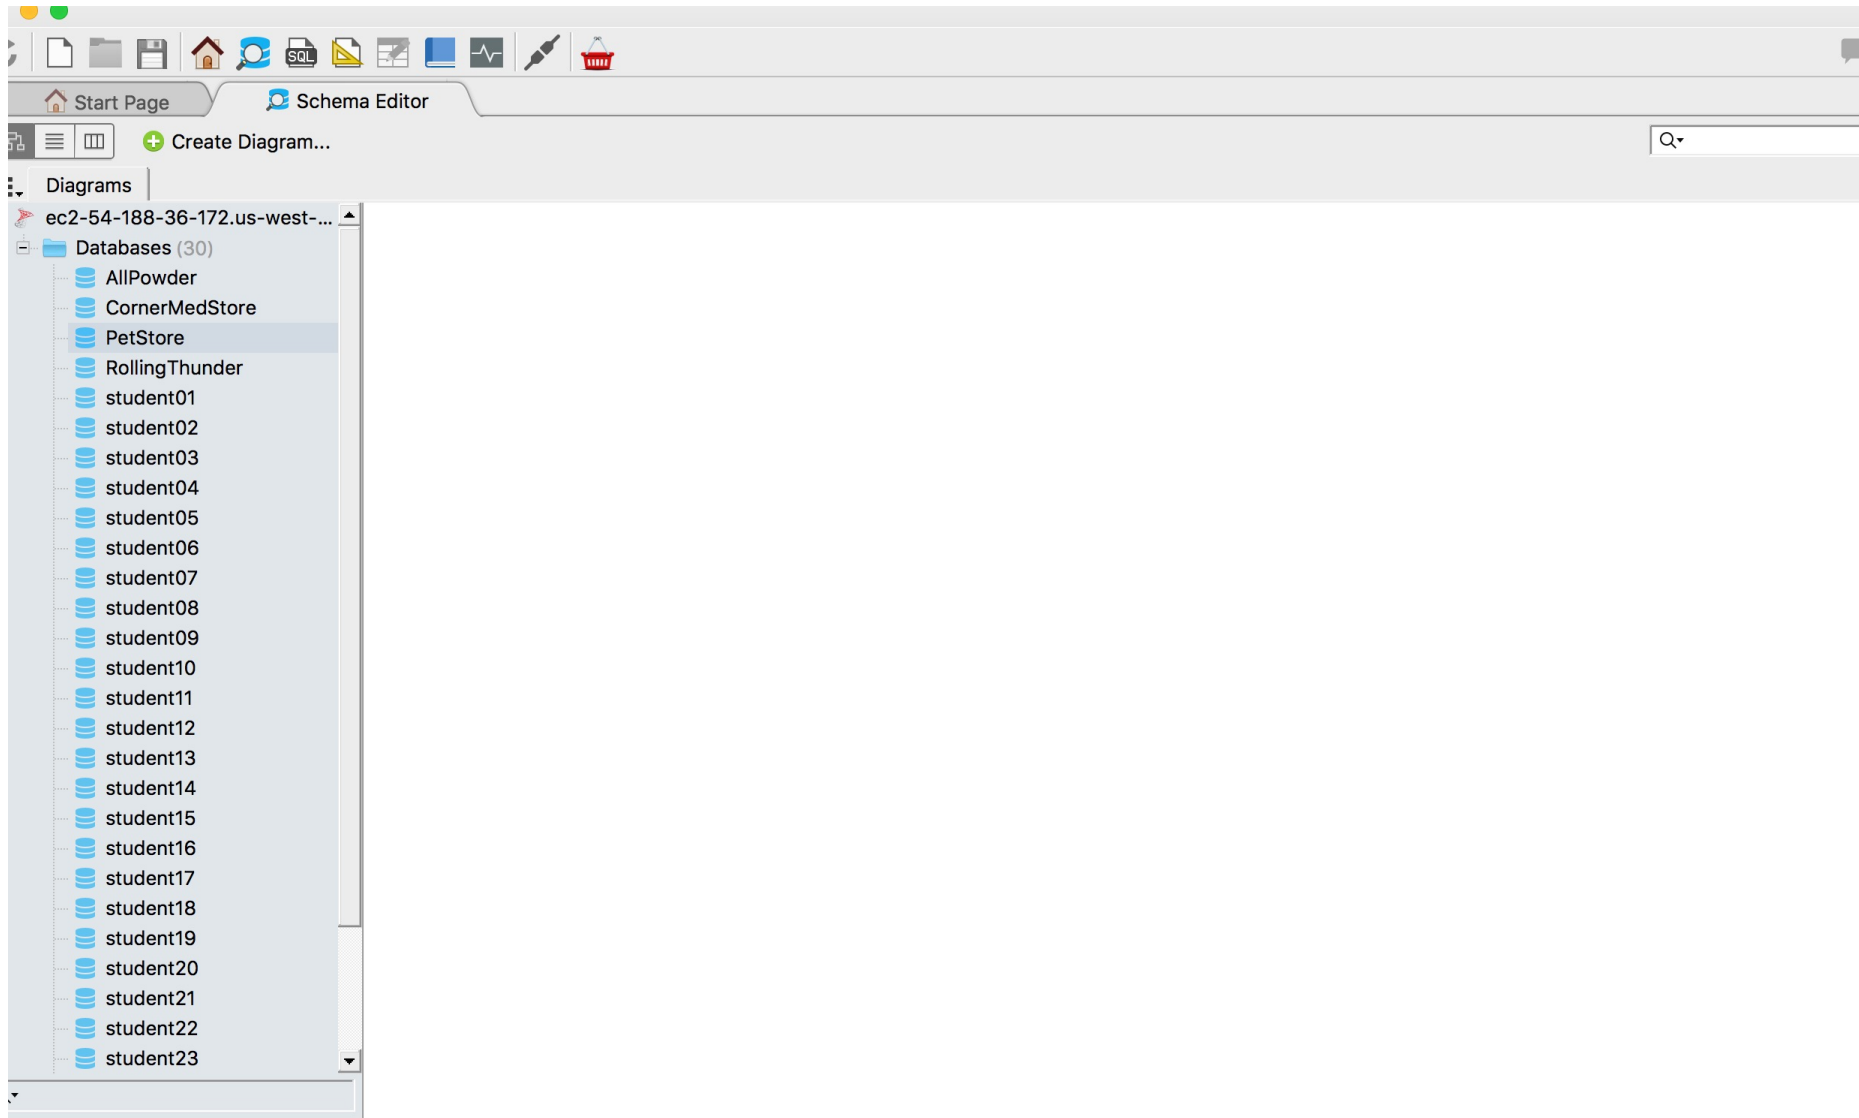 SQL
Start Page Schema Editor
Create Diagram...
Diagrams
ec2-54-188-36-172.us-west-...
Databases (30)
AllPowder
CornerMedStore
PetStore
RollingThunder
student01
student02
student03
student04
student05
student06
student07
student08
student09
student10
student11
student12
student13
student14
student15
student16
student17
student18
student19
student20
student21
student22
student23